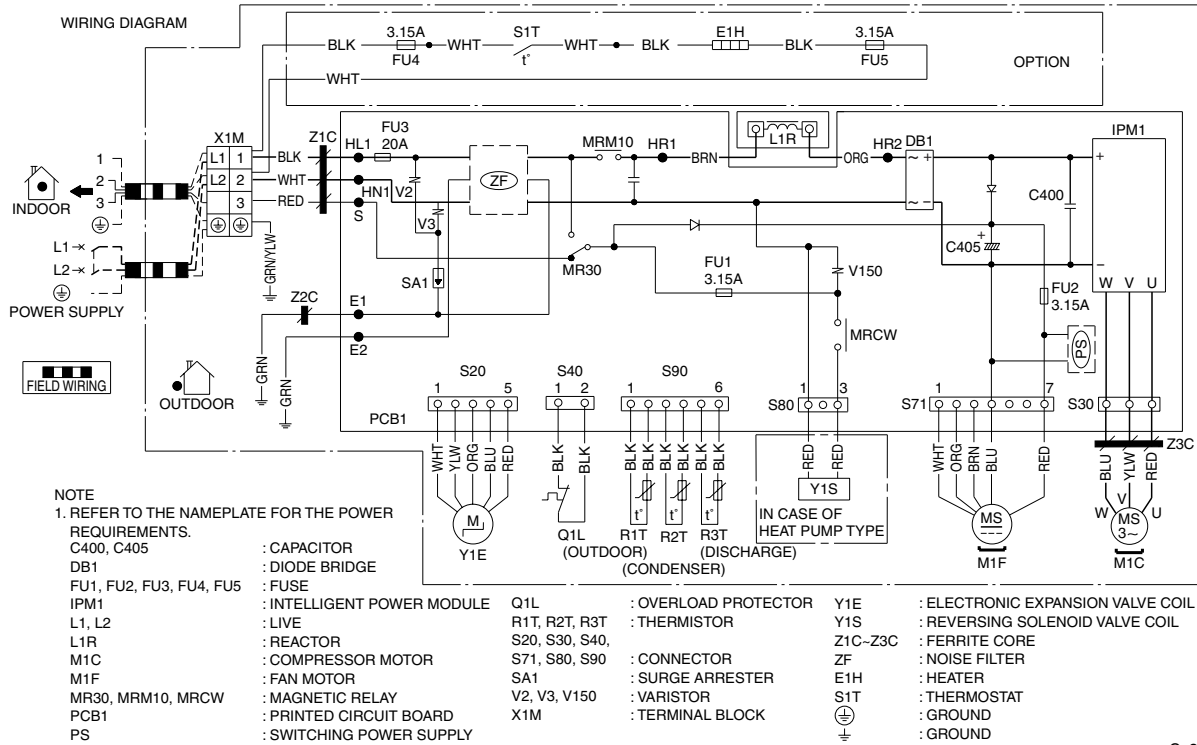 WIRING DIAGRAM
BLK 3.15A WHT S1T WHT BLK E1H BLK 3.15A
FU4 t° FU5
WHT
OPTION
X1M
L1 1
L2 2
3
BLK
WHT
RED
GRN/YLW
Z1C
HL1
FU3
20A
HN1
S
V2
V3
SA1
ZF
MRM10
HR1
BRN
L1R
ORG
HR2
DB1
~ +
~ −
IPM1
+
−
W V U
C400
+
C405
MR30
FU1
3.15A
V150
MRCW
FU2
3.15A
PS
1
2
3
INDOOR
L1
L2
POWER SUPPLY
FIELD WIRING
OUTDOOR
Z2C
E1
E2
GRN
GRN
PCB1
S20
1 5
S40
1 2
S90
1 6
S80
1 3
S71
1 7
S30
Z3C
WHT YLW ORG BLU RED
M
Y1E
BLK BLK
Q1L
(OUTDOOR)
BLK BLK BLK BLK BLK BLK
t° t° t°
R1T R2T R3T
(DISCHARGE)
(CONDENSER)
RED RED
Y1S
IN CASE OF
HEAT PUMP TYPE
WHT ORG BRN BLU RED
MS
M1F
BLU YLW RED
W V U
MS
3~
M1C
NOTE
1. REFER TO THE NAMEPLATE FOR THE POWER
REQUIREMENTS.
C400, C405 : CAPACITOR
DB1 : DIODE BRIDGE
FU1, FU2, FU3, FU4, FU5 : FUSE
IPM1 : INTELLIGENT POWER MODULE
L1, L2 : LIVE
L1R : REACTOR
M1C : COMPRESSOR MOTOR
M1F : FAN MOTOR
MR30, MRM10, MRCW : MAGNETIC RELAY
PCB1 : PRINTED CIRCUIT BOARD
PS : SWITCHING POWER SUPPLY
Q1L : OVERLOAD PROTECTOR
R1T, R2T, R3T : THERMISTOR
S20, S30, S40,
S71, S80, S90 : CONNECTOR
SA1 : SURGE ARRESTER
V2, V3, V150 : VARISTOR
X1M : TERMINAL BLOCK
Y1E : ELECTRONIC EXPANSION VALVE COIL
Y1S : REVERSING SOLENOID VALVE COIL
Z1C~Z3C : FERRITE CORE
ZF : NOISE FILTER
E1H : HEATER
S1T : THERMOSTAT
: GROUND
: GROUND